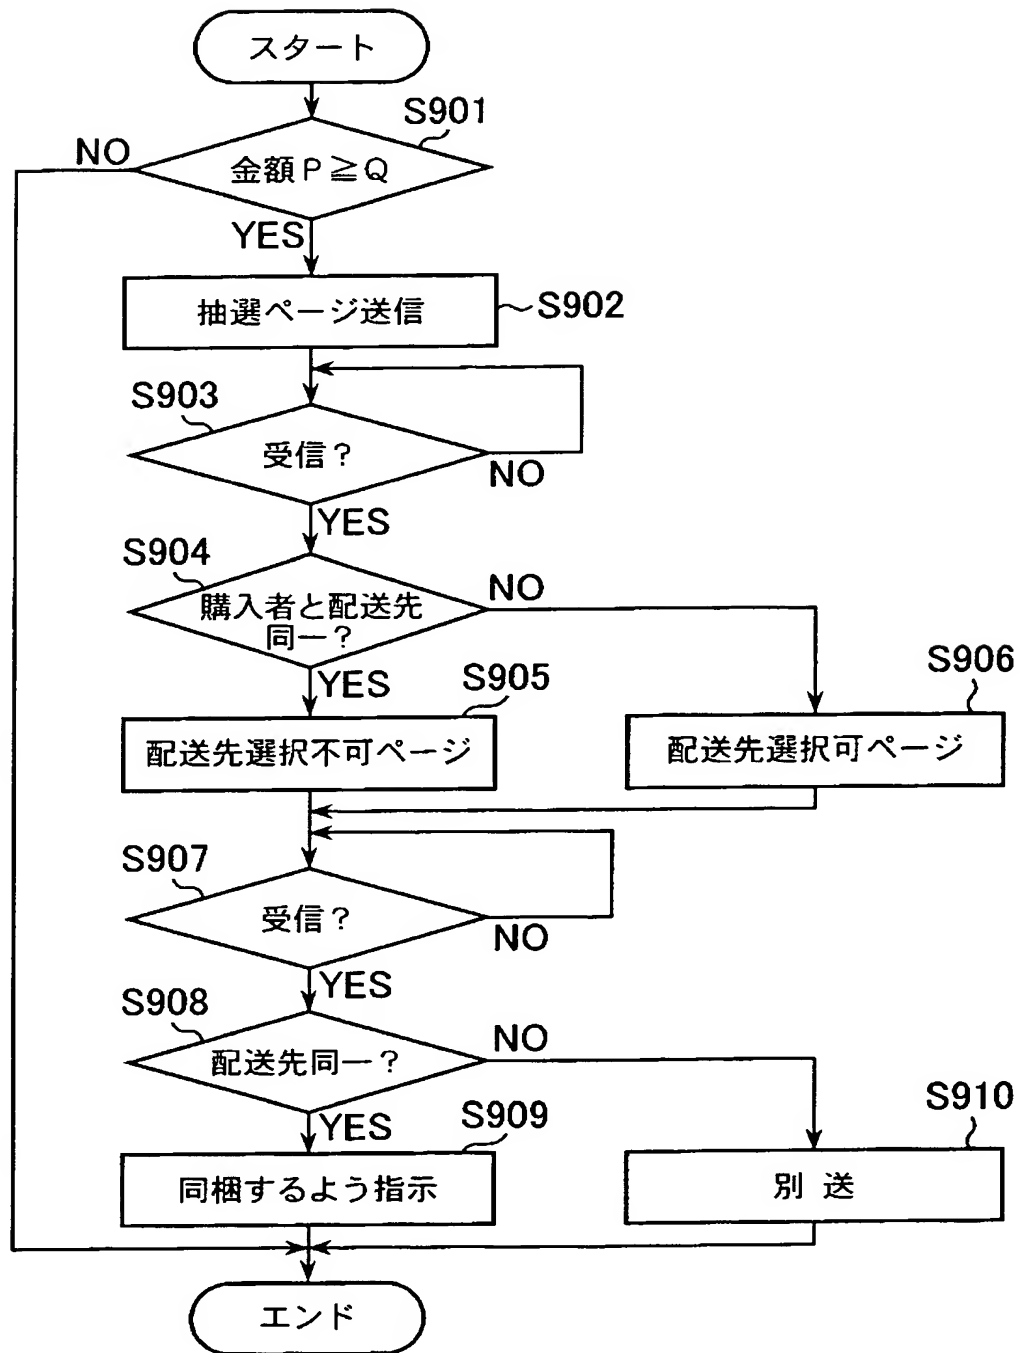 スタート
S901
NO
金額P≧Q
YES
抽選ページ送信
S902
S903
受信?
NO
YES
S904
NO
購入者と配送先
同一?
YES
S905
S906
配送先選択不可ページ
配送先選択可ページ
S907
受信?
NO
YES
S908
NO
配送先同一?
YES
S909
S910
同梱するよう指示
別送
エンド